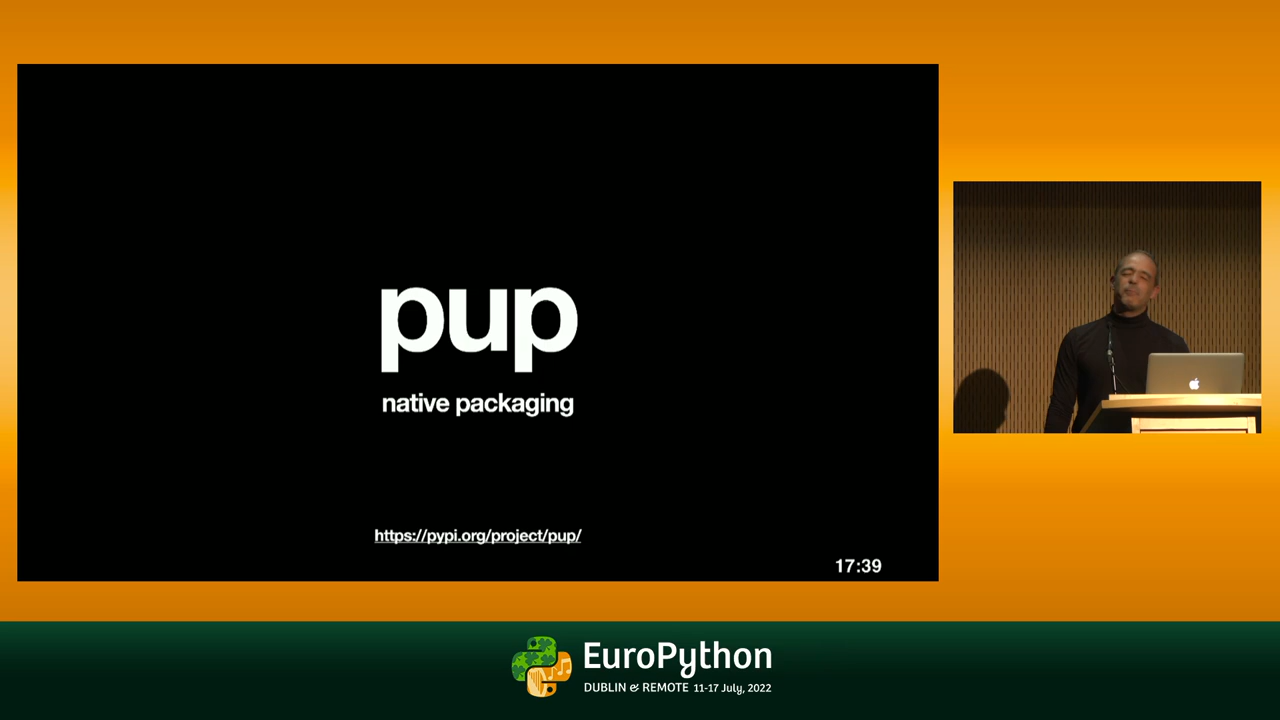 pup
native packaging
https://pypi.org/project/pup/
17:39
EuroPython
DUBLIN & REMOTE 11-17 July, 2022